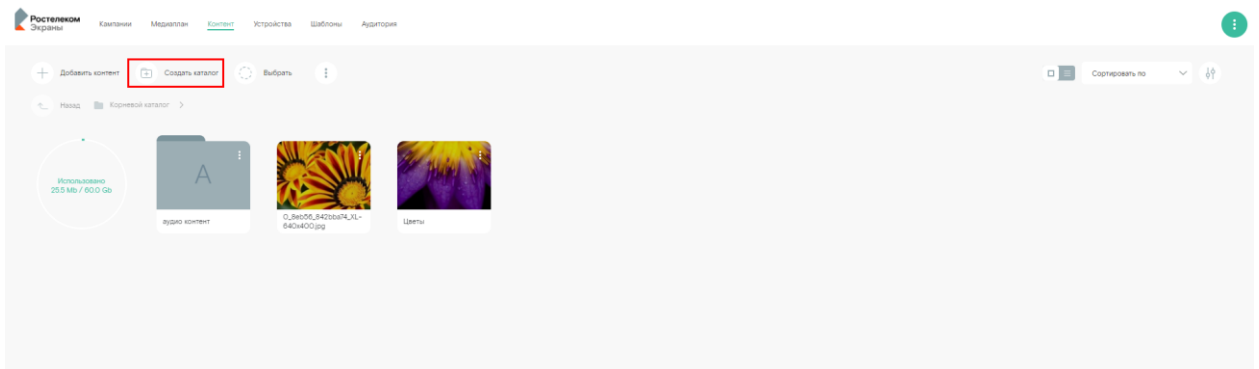 Ростелеком
Экраны
Кампании Медиаплан Контент Устройства Шаблоны Аудитория
Добавить контент Создать каталог Выбрать Сортировать по
Назад Корневой каталог
Использовано
25.5 Mb / 60.0 Gb
A
аудио контент
0_8eb56_842bba74_XL-
640x400.jpg
Цветы